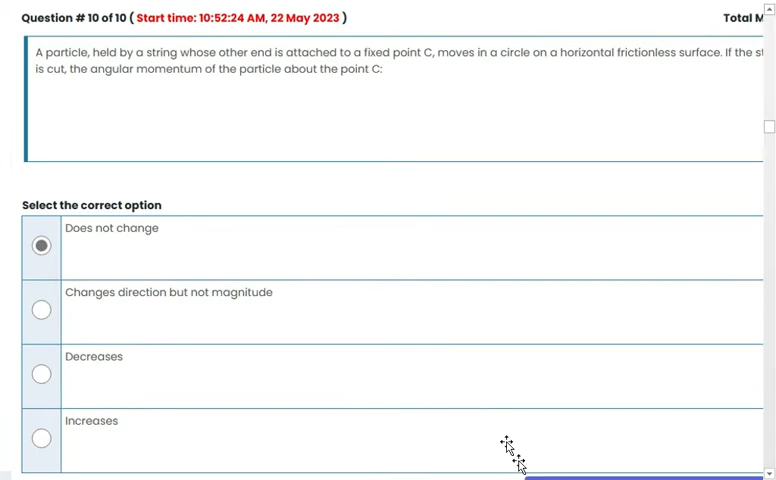 Question # 10 of 10 ( Start time: 10:52:24 AM, 22 May 2023 )
Total M
A particle, held by a string whose other end is attached to a fixed point C, moves in a circle on a horizontal frictionless surface. If the st
is cut, the angular momentum of the particle about the point C:
Select the correct option
Does not change
Changes direction but not magnitude
Decreases
Increases